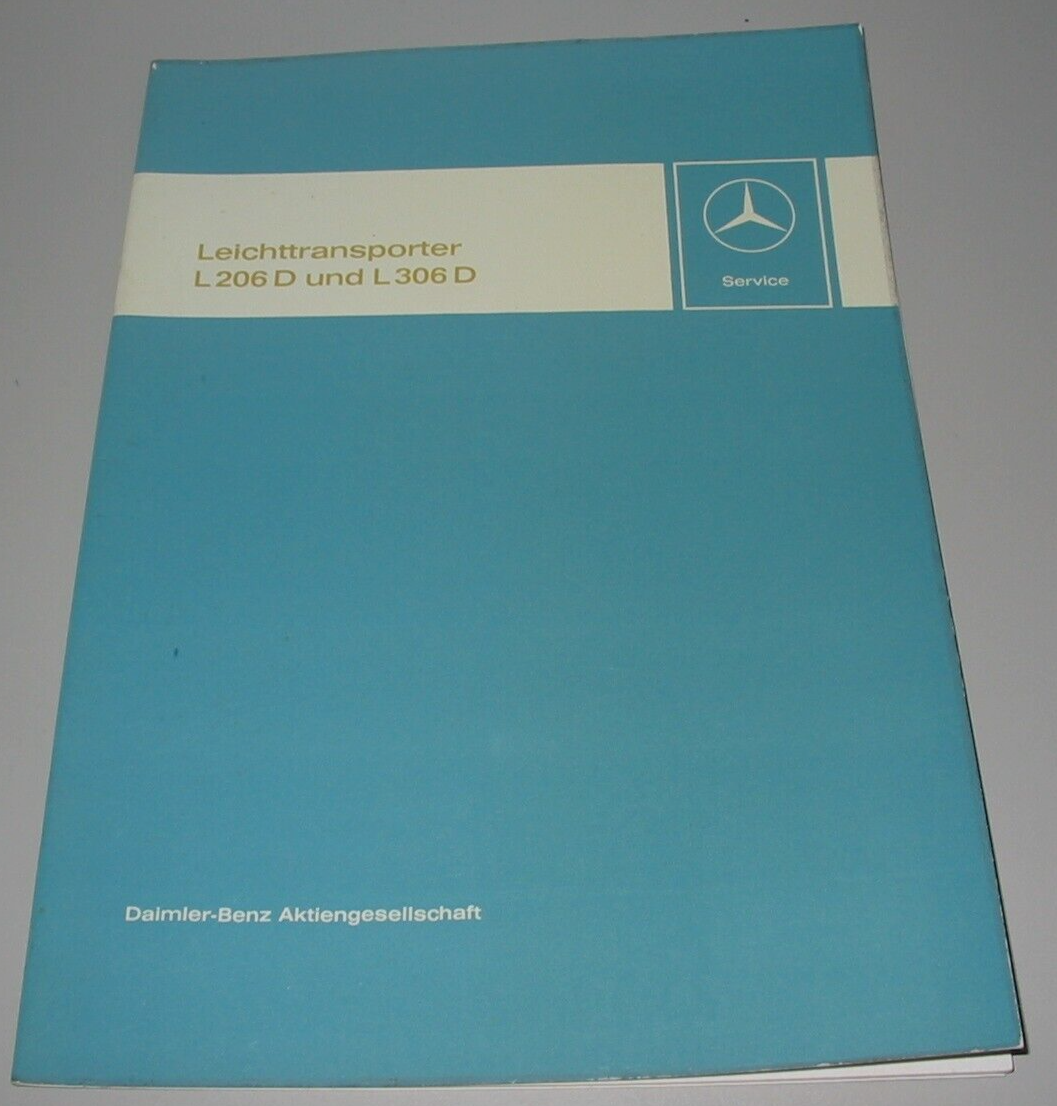 Leichttransporter
L 206 D und L 306 D
Service
Daimler-Benz Aktiengesellschaft